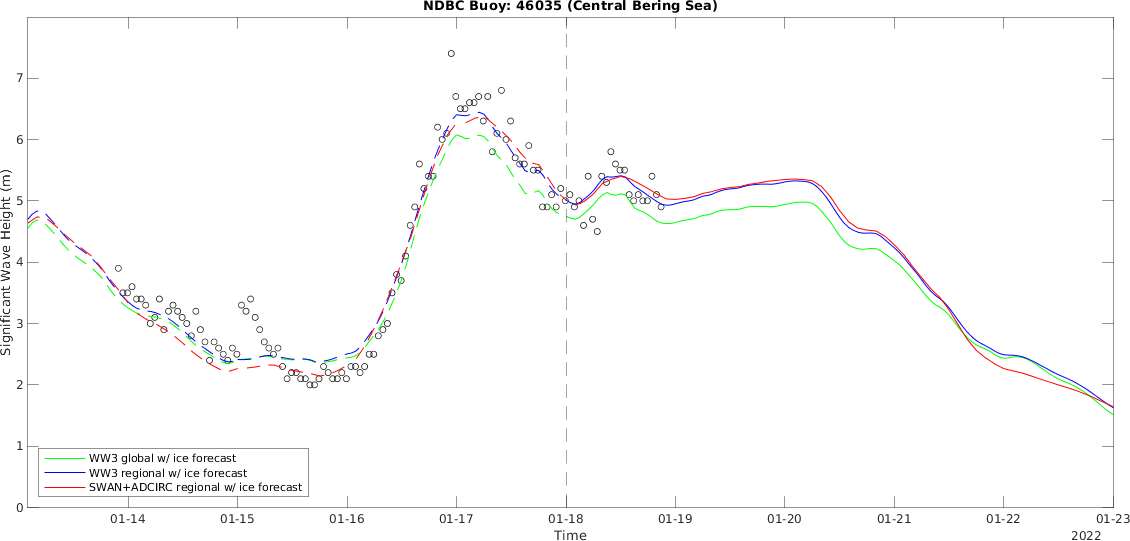 NDBC Buoy: 46035 (Central Bering Sea)
Significant Wave Height (m)
7
6
5
4
3
2
1
0
WW3 global w/ ice forecast
WW3 regional w/ ice forecast
SWAN+ADCIRC regional w/ ice forecast
01-14 01-15 01-16 01-17 01-18 01-19 01-20 01-21 01-22 01-23
Time
2022